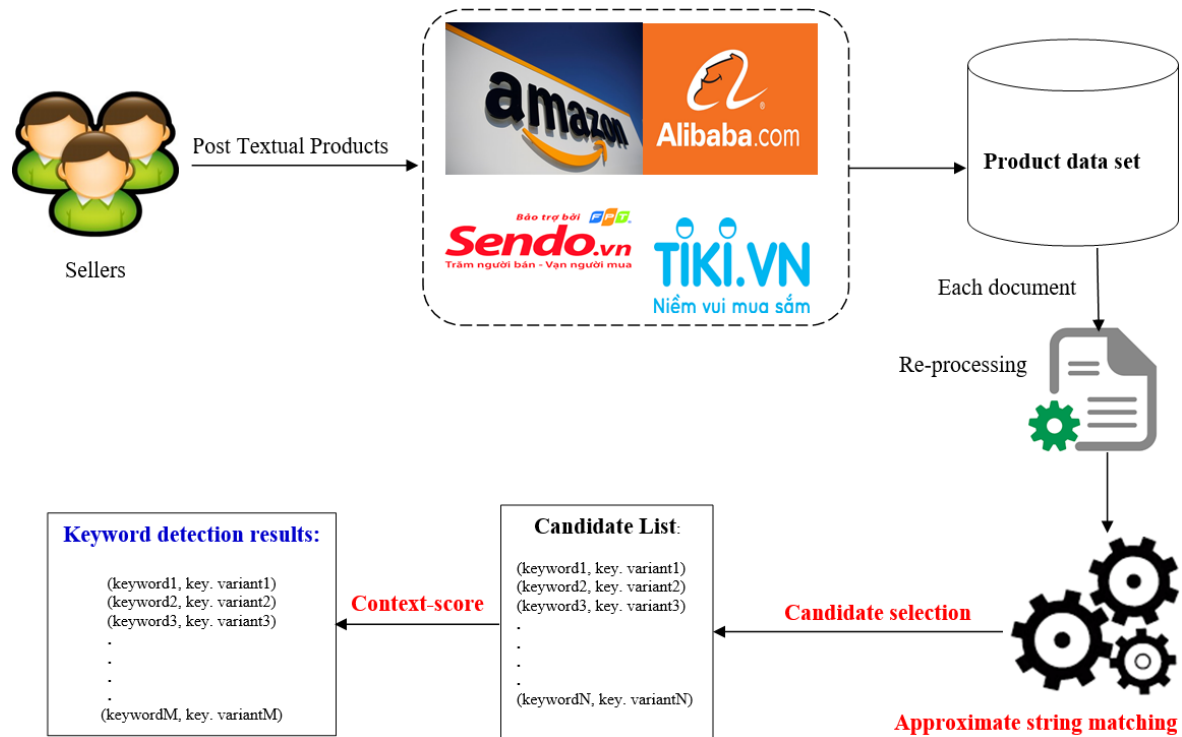 Sellers
Post Textual Products
amazon
Alibaba.com
Bảo trợ bởi FPT
Sendo.vn
Trăm người bán - Vạn người mua
TIKI.VN
Niềm vui mua sắm
Product data set
Each document
Re-processing
Approximate string matching
Candidate selection
Candidate List:
(keyword1, key. variant1)
(keyword2, key. variant2)
(keyword3, key. variant3)
.
.
.
.
(keywordN, key. variantN)
Context-score
Keyword detection results:
(keyword1, key. variant1)
(keyword2, key. variant2)
(keyword3, key. variant3)
.
.
.
.
(keywordM, key. variantM)